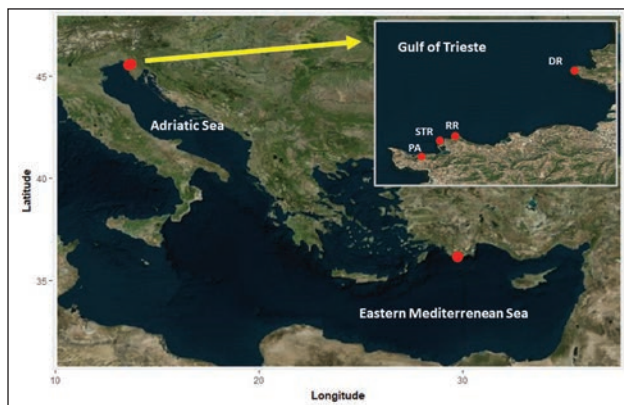 Gulf of Trieste
DR
STR
RR
PA
Adriatic Sea
Eastern Mediterranean Sea
Latitude
45
40
35
10
20
30
Longitude